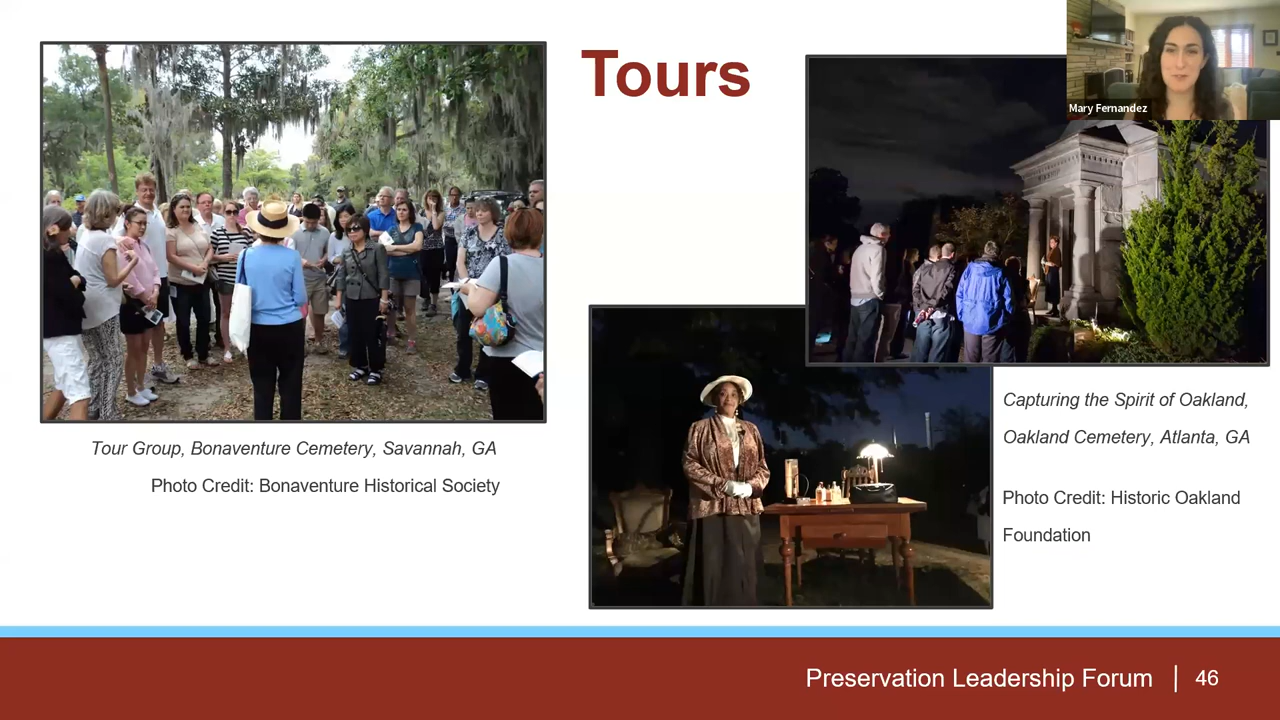 Tours
Mary Fernandez
Tour Group, Bonaventure Cemetery, Savannah, GA
Photo Credit: Bonaventure Historical Society
Capturing the Spirit of Oakland,
Oakland Cemetery, Atlanta, GA
Photo Credit: Historic Oakland
Foundation
Preservation Leadership Forum | 46